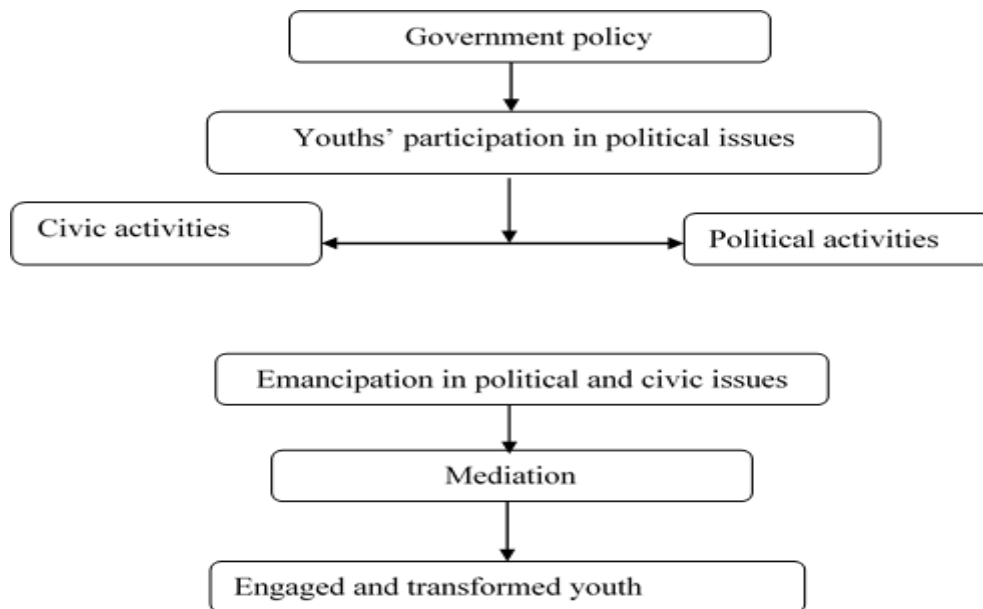 Government policy
Youths’ participation in political issues
Civic activities
Political activities
Emancipation in political and civic issues
Mediation
Engaged and transformed youth